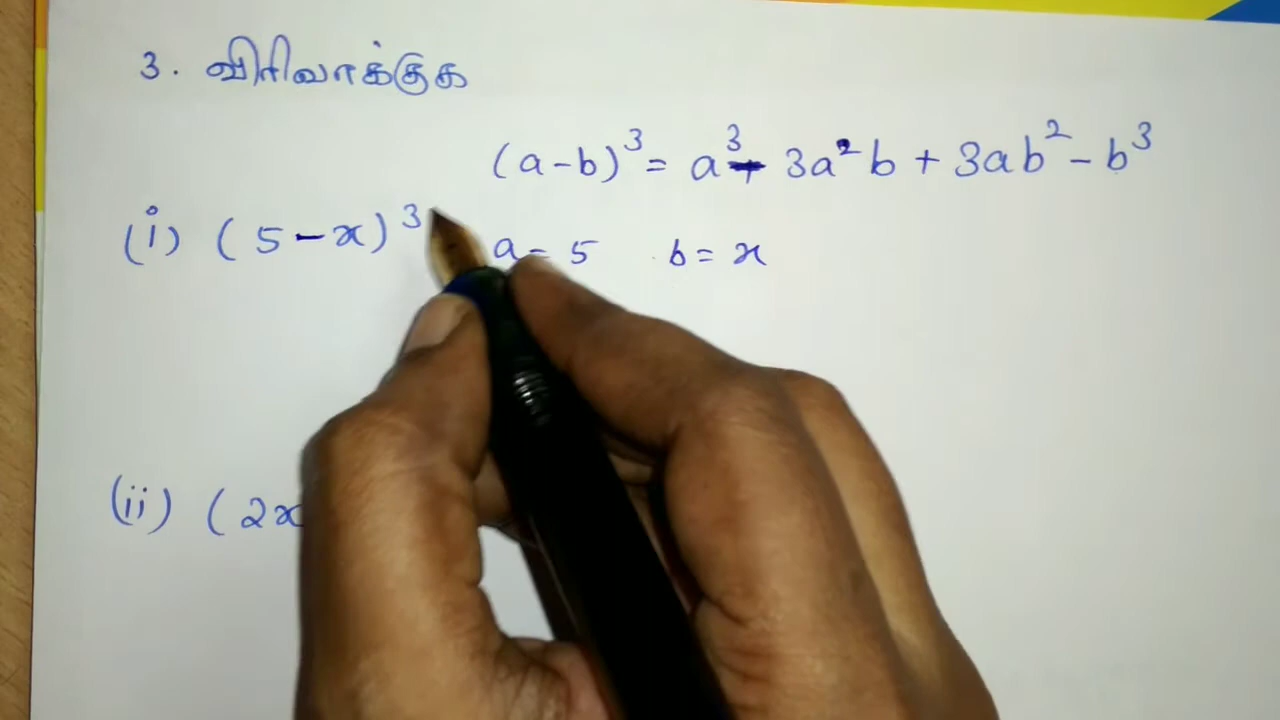 3. விரிவாக்குக
(a-b)³ = a³ - 3a²b + 3ab² - b³
(i) (5-x)³ a = 5 b = x
(ii) (2x